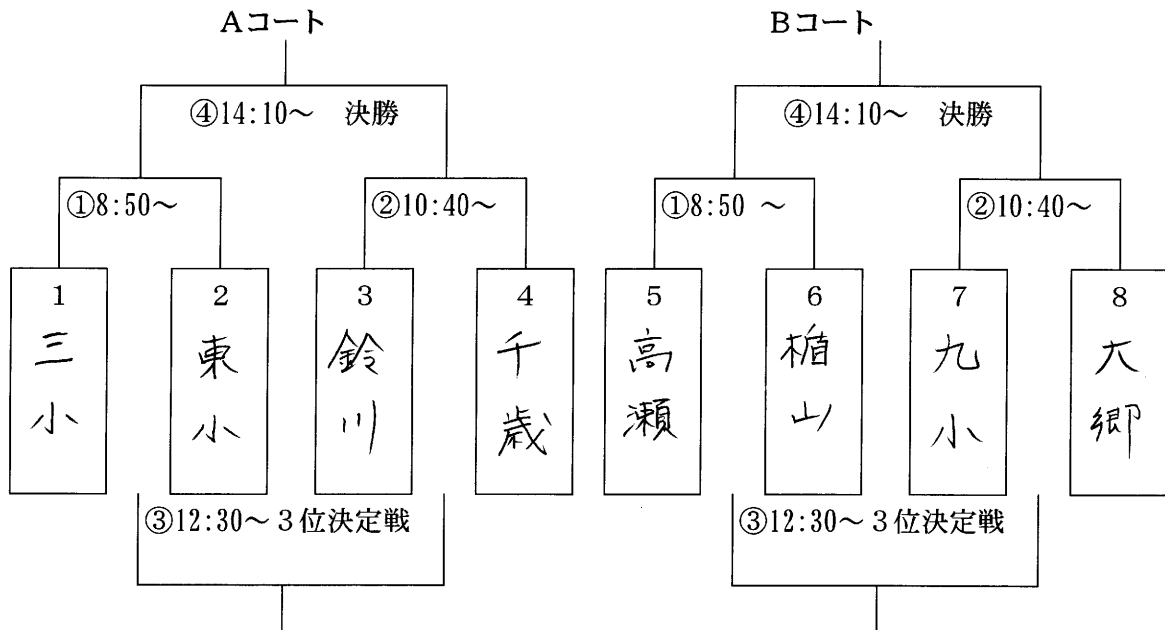 Aコート
Bコート
④14:10～　決勝
④14:10～　決勝
①8:50～
②10:40～
①8:50 ～
②10:40～
1
三小
2
東小
3
鈴川
4
千歳
5
高瀬
6
楯山
7
九小
8
大郷
③12:30～３位決定戦
③12:30～３位決定戦